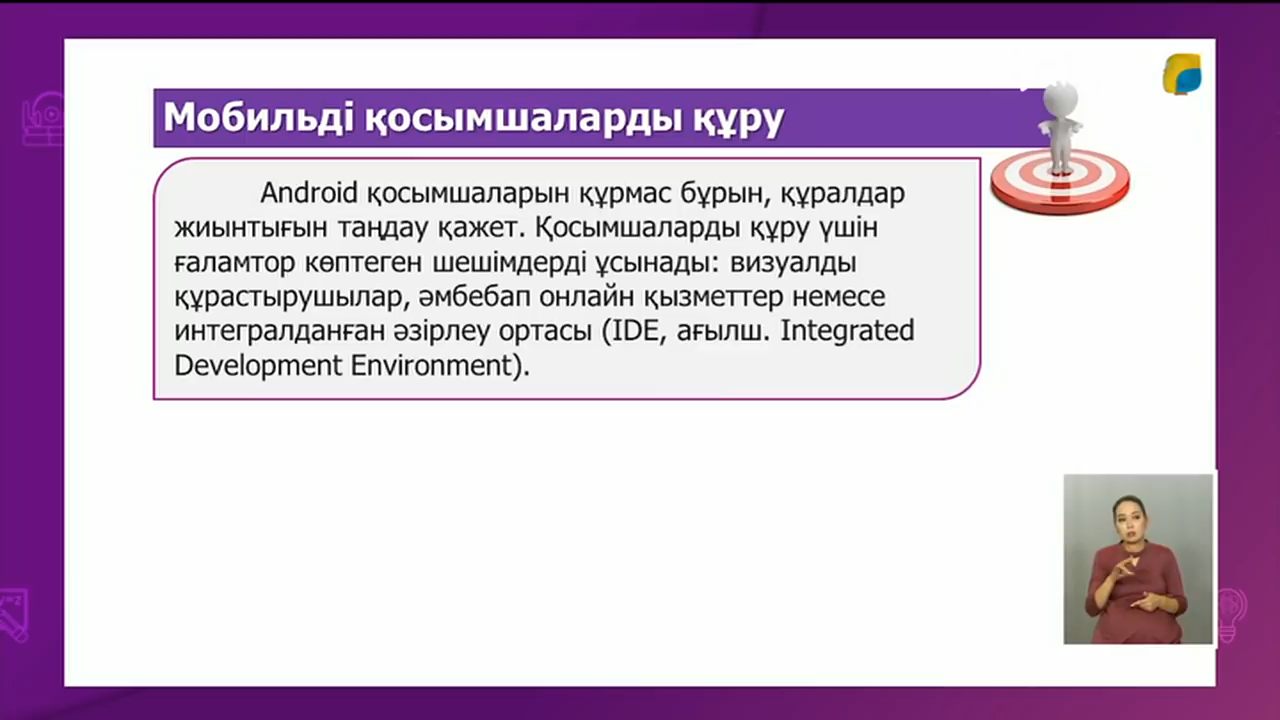 Мобильді қосымшаларды құру
Android қосымшаларын құрмас бұрын, құралдар
жиынтығын таңдау қажет. Қосымшаларды құру үшін
ғаламтор көптеген шешімдерді ұсынады: визуалды
құрастырушылар, әмбебап онлайн қызметтер немесе
интегралданған әзірлеу ортасы (IDE, ағылш. Integrated
Development Environment).